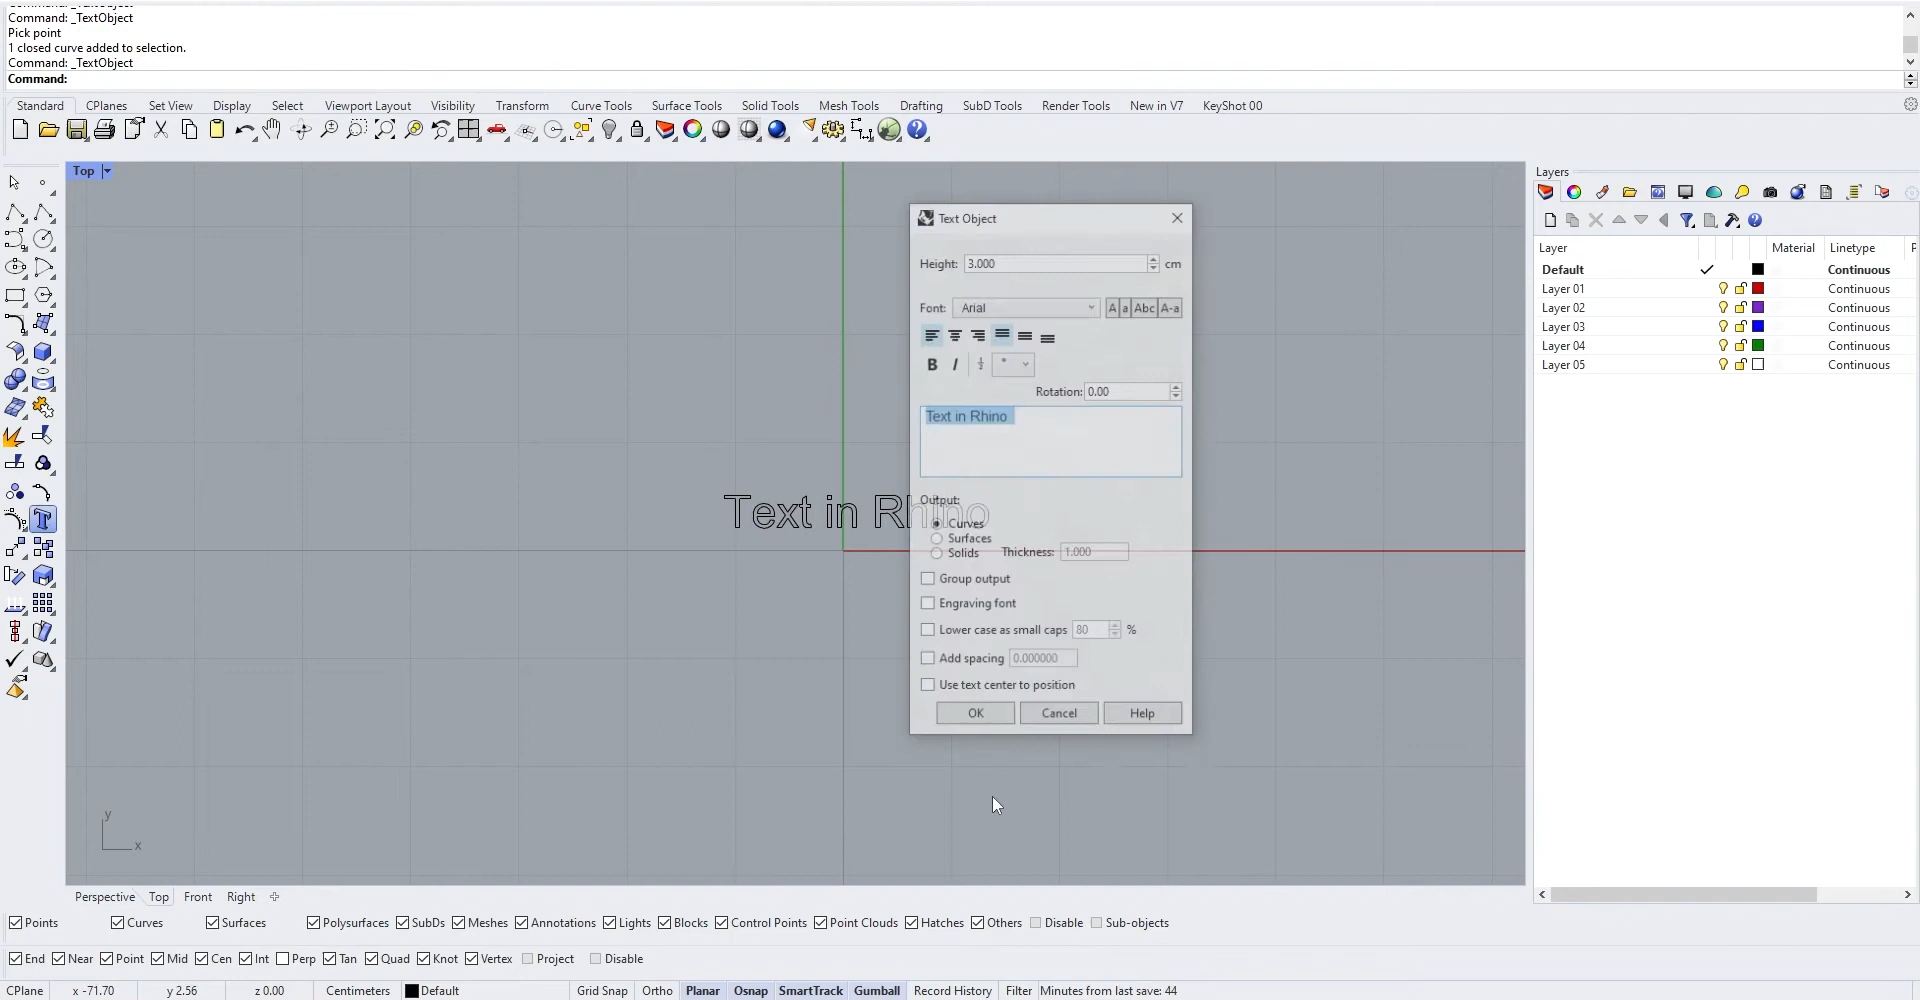 Command: _TextObject
Pick point
1 closed curve added to selection.
Command: _TextObject
Command:
Standard CPlanes Set View Display Select Viewport Layout Visibility Transform Curve Tools Surface Tools Solid Tools Mesh Tools Drafting SubD Tools Render Tools New in V7 KeyShot 00
Top
Layers
Layer Material Linetype P
Default Continuous
Layer 01 Continuous
Layer 02 Continuous
Layer 03 Continuous
Layer 04 Continuous
Layer 05 Continuous
Text Object
Height: 3.000 cm
Font: Arial A a Abc A-a
B I
Rotation: 0.00
Text in Rhino
Text in Rhino
Output:
Curves
Surfaces
Solids Thickness: 1.000
Group output
Engraving font
Lower case as small caps 80 %
Add spacing 0.000000
Use text center to position
OK Cancel Help
y
x
Perspective Top Front Right
Points Curves Surfaces Polysurfaces SubDs Meshes Annotations Lights Blocks Control Points Point Clouds Hatches Others Disable Sub-objects
End Near Point Mid Cen Int Perp Tan Quad Knot Vertex Project Disable
CPlane x -71.70 y 2.56 z 0.00 Centimeters Default Grid Snap Ortho Planar Osnap SmartTrack Gumball Record History Filter Minutes from last save: 44